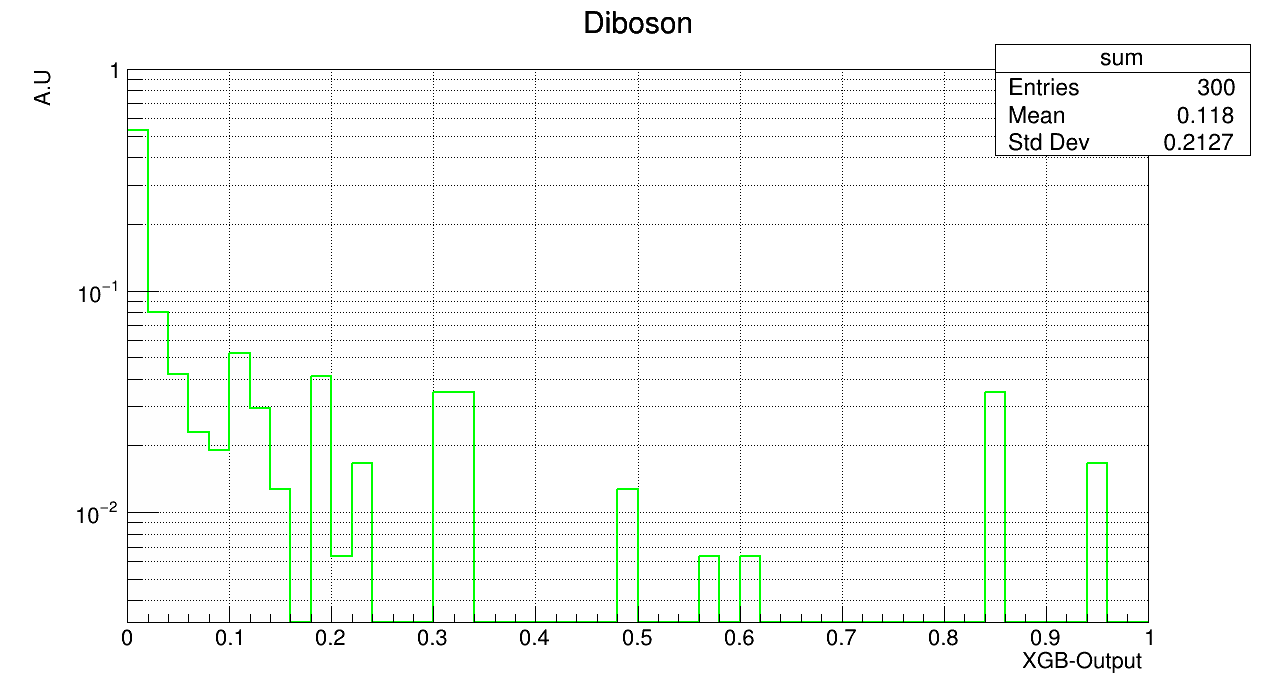 Diboson
A.U
sum
Entries 300
Mean 0.118
Std Dev 0.2127
1
10⁻¹
10⁻²
0 0.1 0.2 0.3 0.4 0.5 0.6 0.7 0.8 0.9 1
XGB-Output